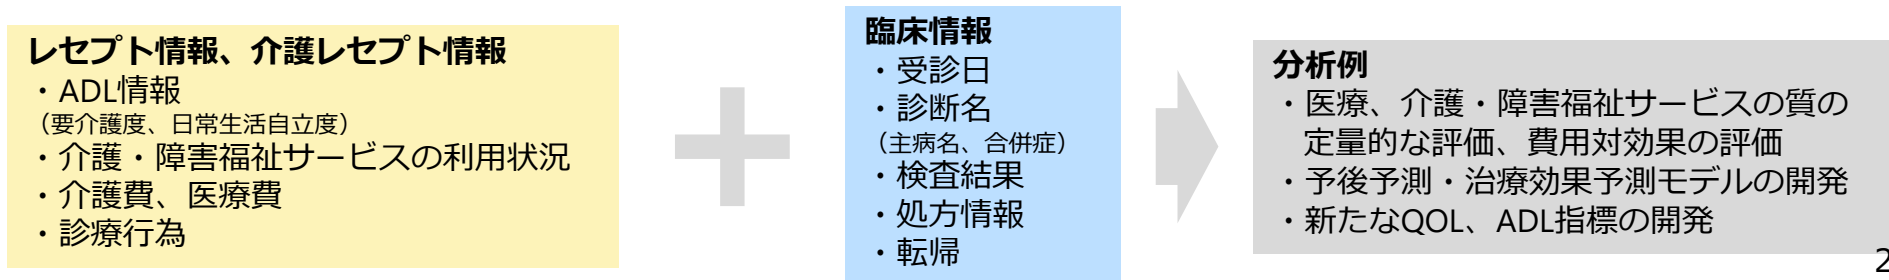 レセプト情報、介護レセプト情報
・ADL情報
（要介護度、日常生活自立度）
・介護・障害福祉サービスの利用状況
・介護費、医療費
・診療行為
臨床情報
・受診日
・診断名
（主病名、合併症）
・検査結果
・処方情報
・転帰
分析例
・医療、介護・障害福祉サービスの質の
定量的な評価、費用対効果の評価
・予後予測・治療効果予測モデルの開発
・新たなQOL、ADL指標の開発
2